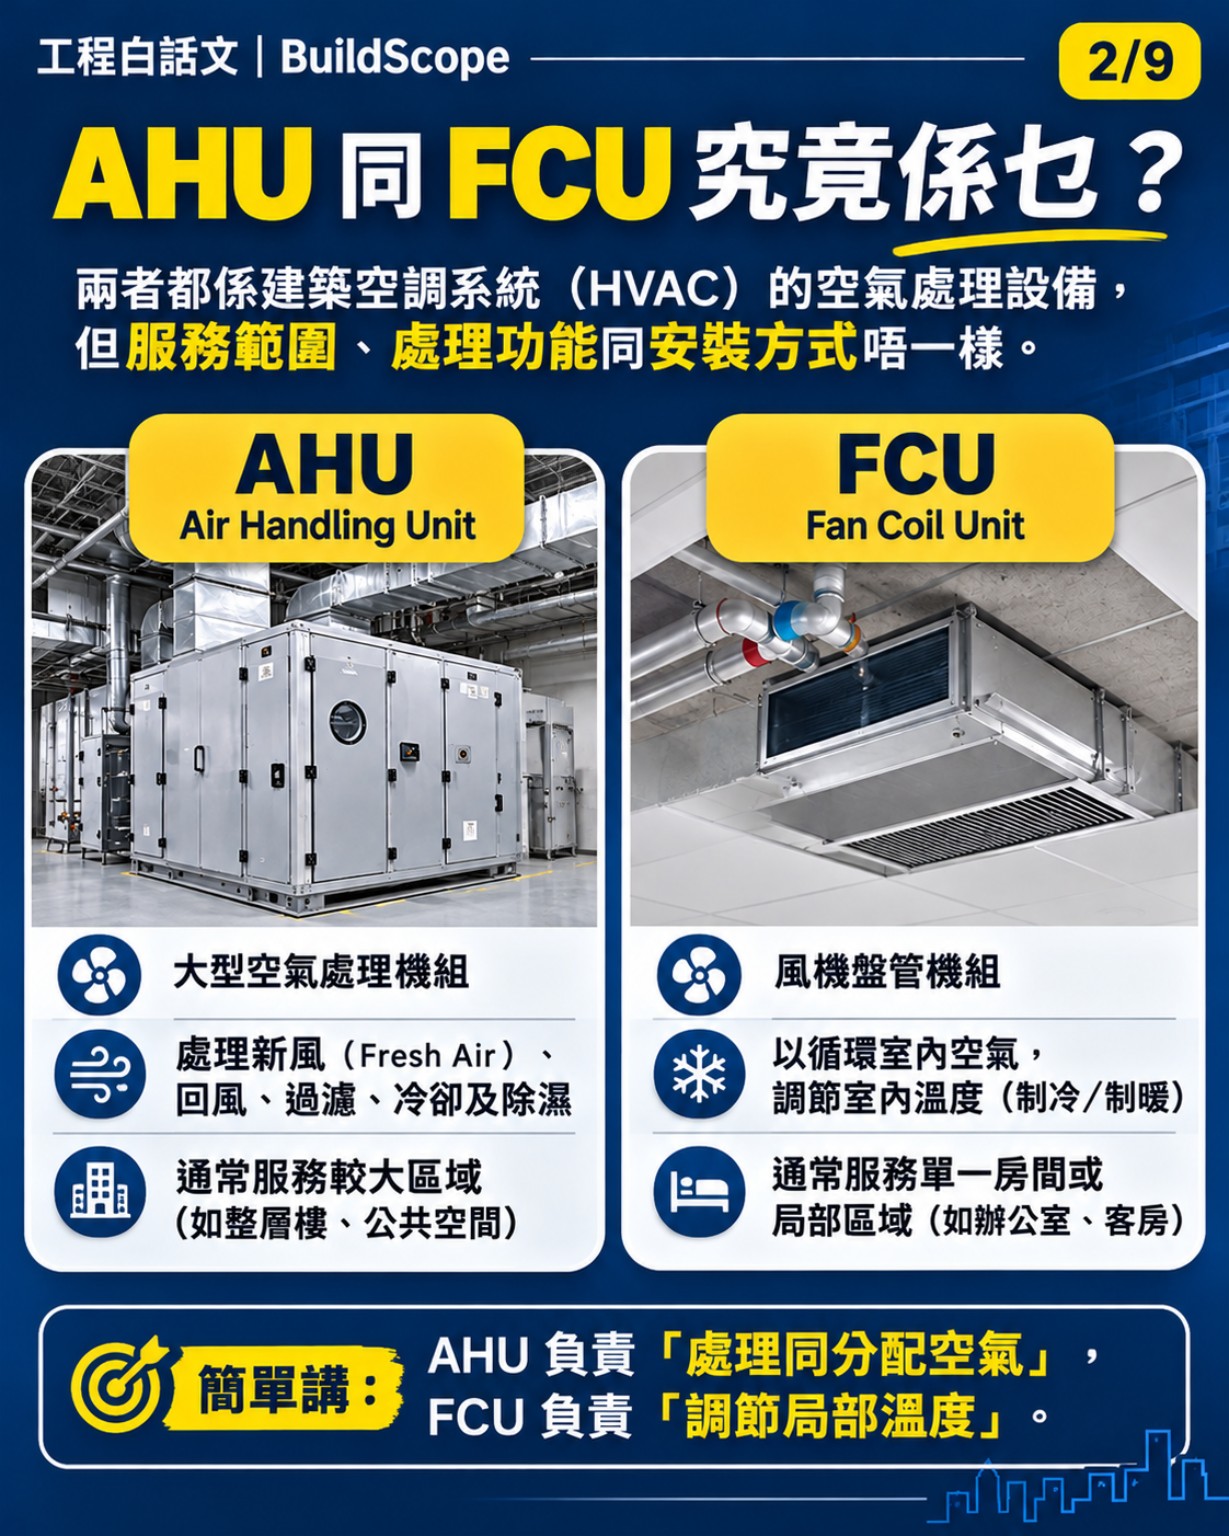 工程白話文｜BuildScope
2/9
AHU 同 FCU 究竟係乜？
兩者都係建築空調系統（HVAC）的空氣處理設備，
但服務範圍、處理功能同安裝方式唔一樣。
AHU
Air Handling Unit
大型空氣處理機組
處理新風（Fresh Air）、
回風、過濾、冷卻及除濕
通常服務較大區域
（如整層樓、公共空間）
FCU
Fan Coil Unit
風機盤管機組
以循環室內空氣，
調節室內溫度（制冷/制暖）
通常服務單一房間或
局部區域（如辦公室、客房）
簡單講：
AHU 負責「處理同分配空氣」，
FCU 負責「調節局部溫度」。